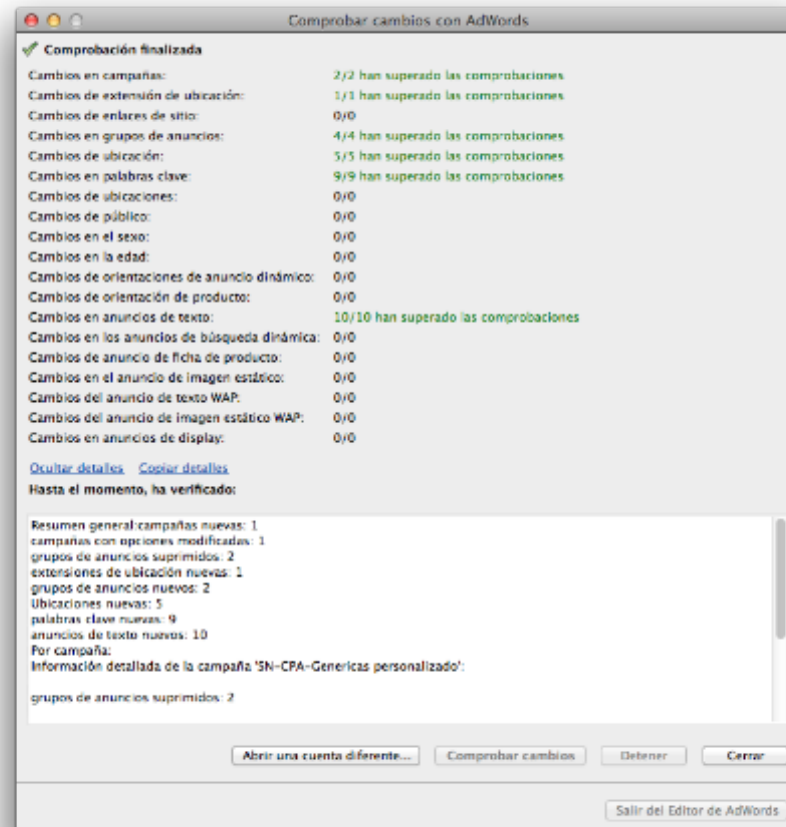 Comprobar cambios con AdWords
Comprobación finalizada
Cambios en campañas: 2/2 han superado las comprobaciones
Cambios de extensión de ubicación: 1/1 han superado las comprobaciones
Cambios de enlaces de sitio: 0/0
Cambios en grupos de anuncios: 4/4 han superado las comprobaciones
Cambios de ubicación: 5/5 han superado las comprobaciones
Cambios en palabras clave: 9/9 han superado las comprobaciones
Cambios de ubicaciones: 0/0
Cambios de público: 0/0
Cambios en el sexo: 0/0
Cambios en la edad: 0/0
Cambios de orientaciones de anuncio dinámico: 0/0
Cambios de orientación de producto: 0/0
Cambios en anuncios de texto: 10/10 han superado las comprobaciones
Cambios en los anuncios de búsqueda dinámica: 0/0
Cambios de anuncio de ficha de producto: 0/0
Cambios en el anuncio de imagen estático: 0/0
Cambios del anuncio de texto WAP: 0/0
Cambios del anuncio de imagen estático WAP: 0/0
Cambios en anuncios de display: 0/0
Ocultar detalles Copiar detalles
Hasta el momento, ha verificado:
Resumen general:campañas nuevas: 1
campañas con opciones modificadas: 1
grupos de anuncios suprimidos: 2
extensiones de ubicación nuevas: 1
grupos de anuncios nuevos: 2
Ubicaciones nuevas: 5
palabras clave nuevas: 9
anuncios de texto nuevos: 10
Por campaña:
Información detallada de la campaña 'SN-CPA-Genericas personalizado':
grupos de anuncios suprimidos: 2
Abrir una cuenta diferente... Comprobar cambios Detener Cerrar
Salir del Editor de AdWords